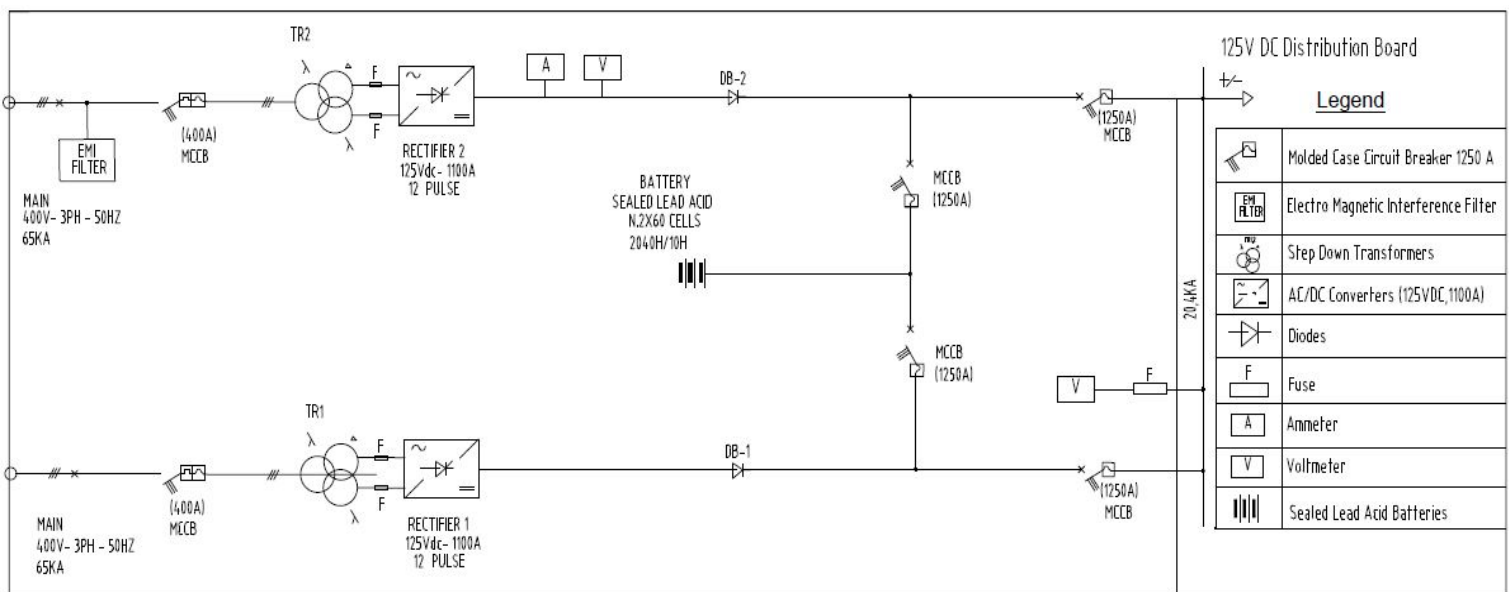 TR2
λ
Δ
F
~
=
F
λ
(400A)
MCCB
EMI
FILTER
MAIN
400V- 3PH - 50HZ
65KA
RECTIFIER 2
125Vdc- 1100A
12 PULSE
A
V
DB-2
(1250A)
MCCB
BATTERY
SEALED LEAD ACID
N.2X60 CELLS
2040H/10H
MCCB
(1250A)
MCCB
(1250A)
20,4KA
V
F
TR1
λ
Δ
F
~
=
F
λ
(400A)
MCCB
MAIN
400V- 3PH - 50HZ
65KA
RECTIFIER 1
125Vdc- 1100A
12 PULSE
DB-1
(1250A)
MCCB
125V DC Distribution Board
+/-
Legend
Molded Case Circuit Breaker 1250 A
EMI
FILTER
Electro Magnetic Interference Filter
Step Down Transformers
AC/DC Converters (125VDC,1100A)
Diodes
F
Fuse
A
Ammeter
V
Voltmeter
Sealed Lead Acid Batteries